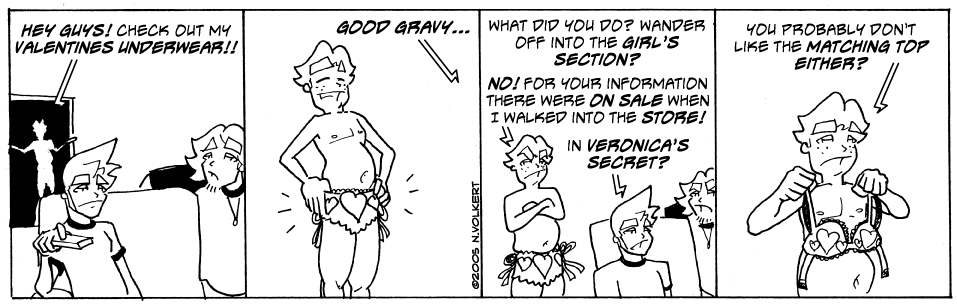 HEY GUYS! CHECK OUT MY
VALENTINES UNDERWEAR!!
GOOD GRAVY...
©2005 N.VOLKERT
WHAT DID YOU DO? WANDER
OFF INTO THE GIRL'S
SECTION?
NO! FOR YOUR INFORMATION
THERE WERE ON SALE WHEN
I WALKED INTO THE STORE!
IN VERONICA'S
SECRET?
YOU PROBABLY DON'T
LIKE THE MATCHING TOP
EITHER?